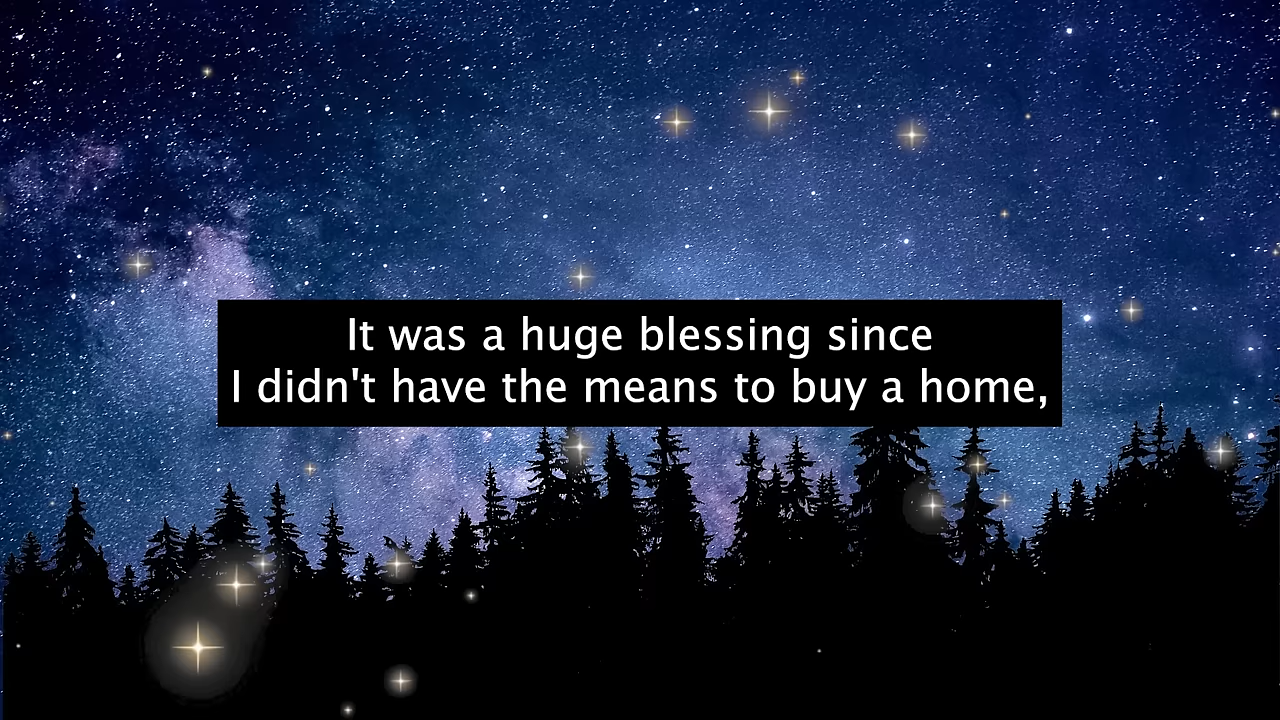 It was a huge blessing since
I didn't have the means to buy a home,